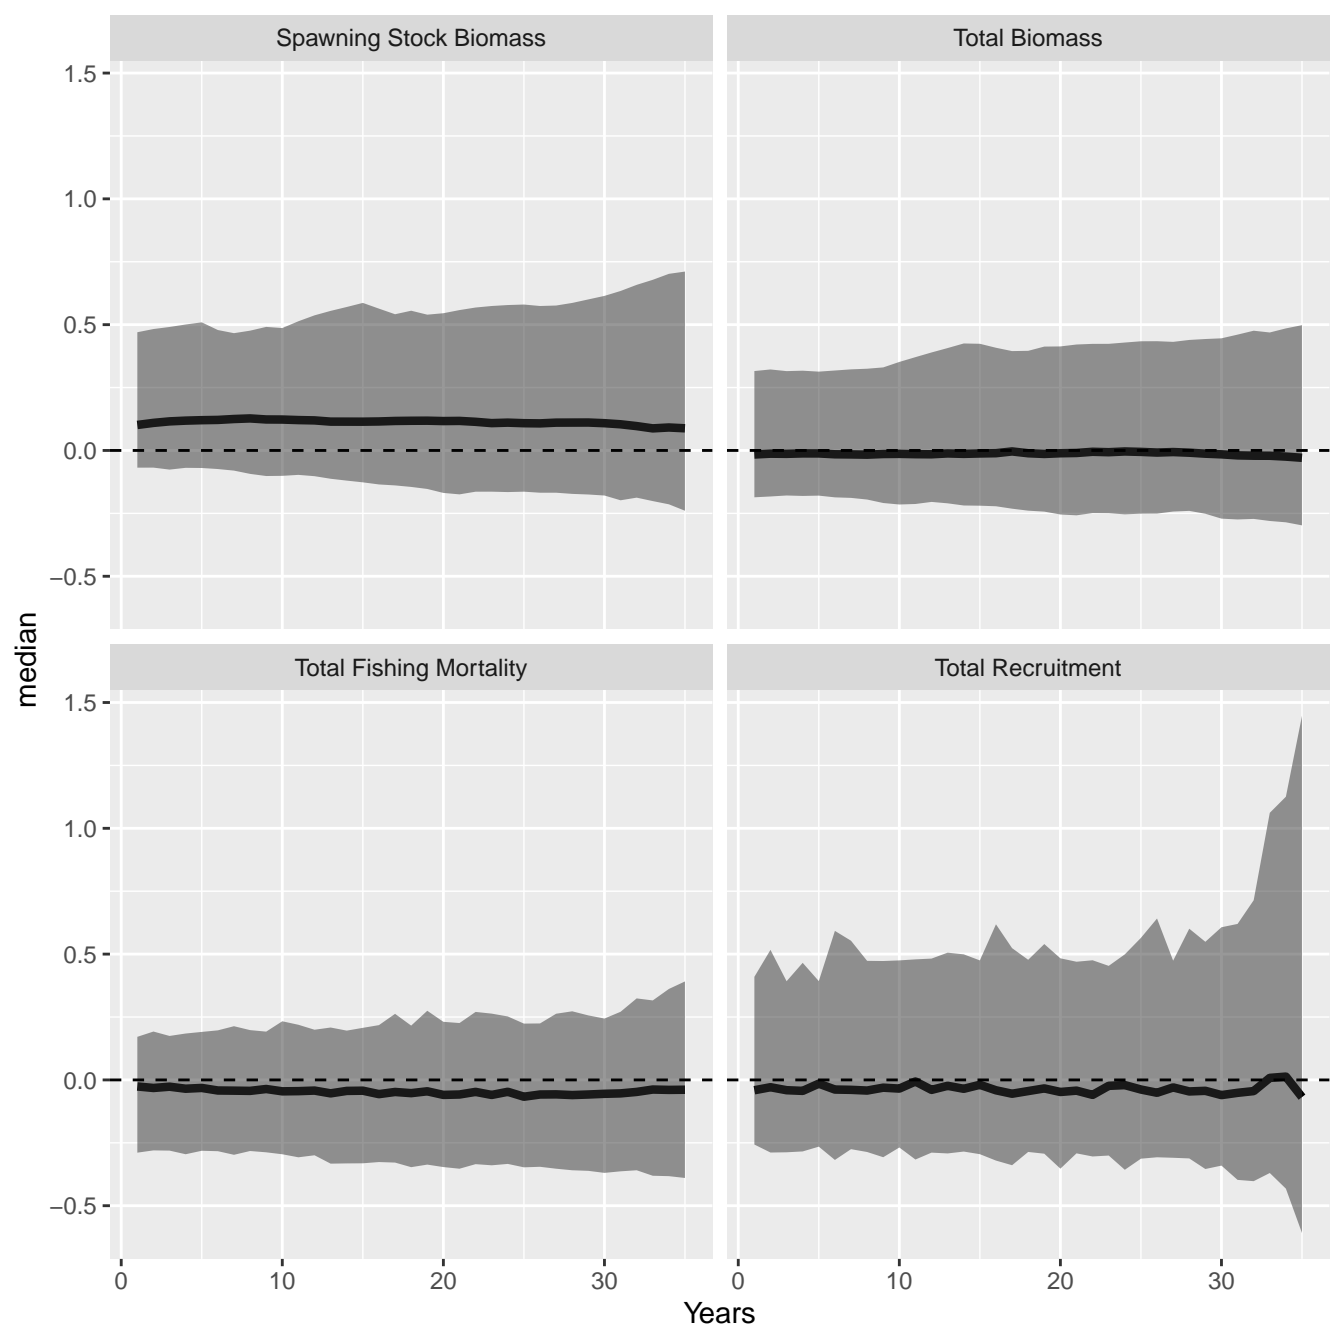 Spawning Stock Biomass
Total Biomass
1.5
1.0
0.5
0.0
−0.5
Total Fishing Mortality
Total Recruitment
1.5
1.0
0.5
0.0
−0.5
0 10 20 30
0 10 20 30
Years
median